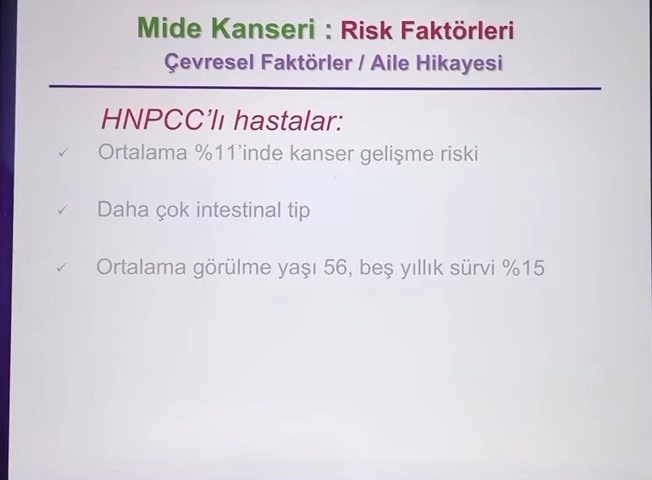 Mide Kanseri : Risk Faktörleri
Çevresel Faktörler / Aile Hikayesi
HNPCC'lı hastalar:
Ortalama %11'inde kanser gelişme riski
Daha çok intestinal tip
Ortalama görülme yaşı 56, beş yıllık sürvi %15